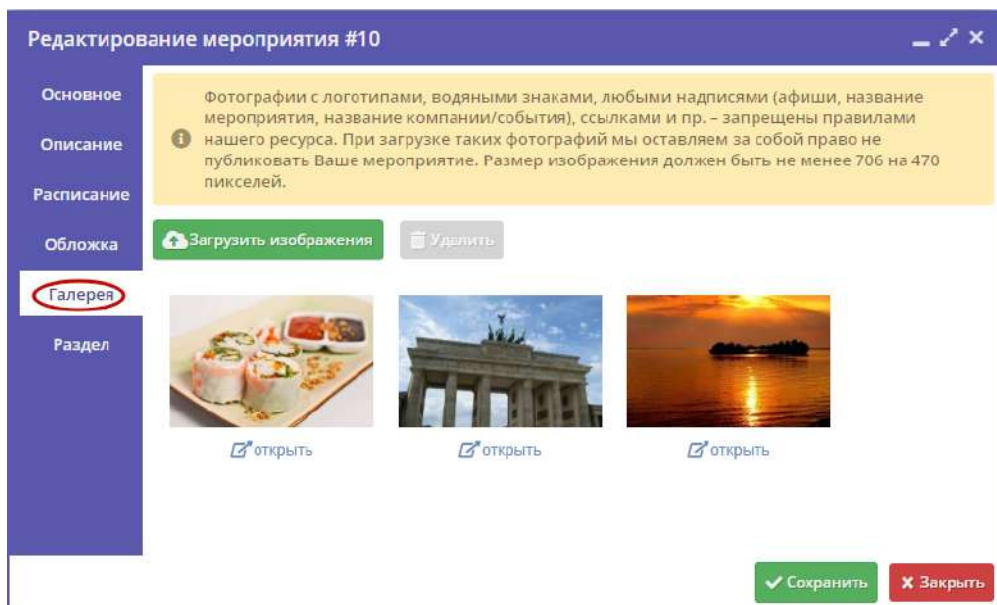 Редактирование мероприятия #10
Основное
Описание
Расписание
Обложка
Галерея
Раздел
Фотографии с логотипами, водяными знаками, любыми надписями (афиши, название
мероприятия, название компании/события), ссылками и пр. – запрещены правилами
нашего ресурса. При загрузке таких фотографий мы оставляем за собой право не
публиковать Ваше мероприятие. Размер изображения должен быть не менее 706 на 470
пикселей.
Загрузить изображения
Удалить
открыть
открыть
открыть
Сохранить
Закрыть